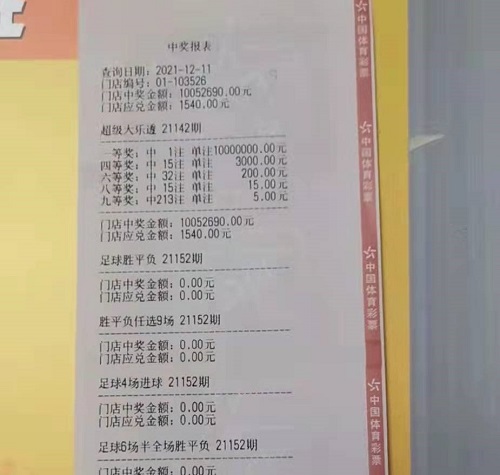 中奖报表
查询日期：2021-12-11
门店编号：01-103526
门店中奖金额：10052690.00元
门店应兑金额：1540.00元
超级大乐透 21142期
一等奖：中 1注 单注10000000.00元
四等奖：中 15注 单注 3000.00元
六等奖：中 32注 单注 200.00元
八等奖：中 15注 单注 15.00元
九等奖：中213注 单注 5.00元
门店中奖金额：10052690.00元
门店应兑金额：1540.00元
足球胜平负 21152期
门店中奖金额：0.00元
门店应兑金额：0.00元
胜平负任选9场 21152期
门店中奖金额：0.00元
门店应兑金额：0.00元
足球4场进球 21152期
门店中奖金额：0.00元
门店应兑金额：0.00元
足球6场半全场胜平负 21152期
门店中奖金额：0.00元
中国体育彩票
中国体育彩票
中国体育彩票
中国体育彩票